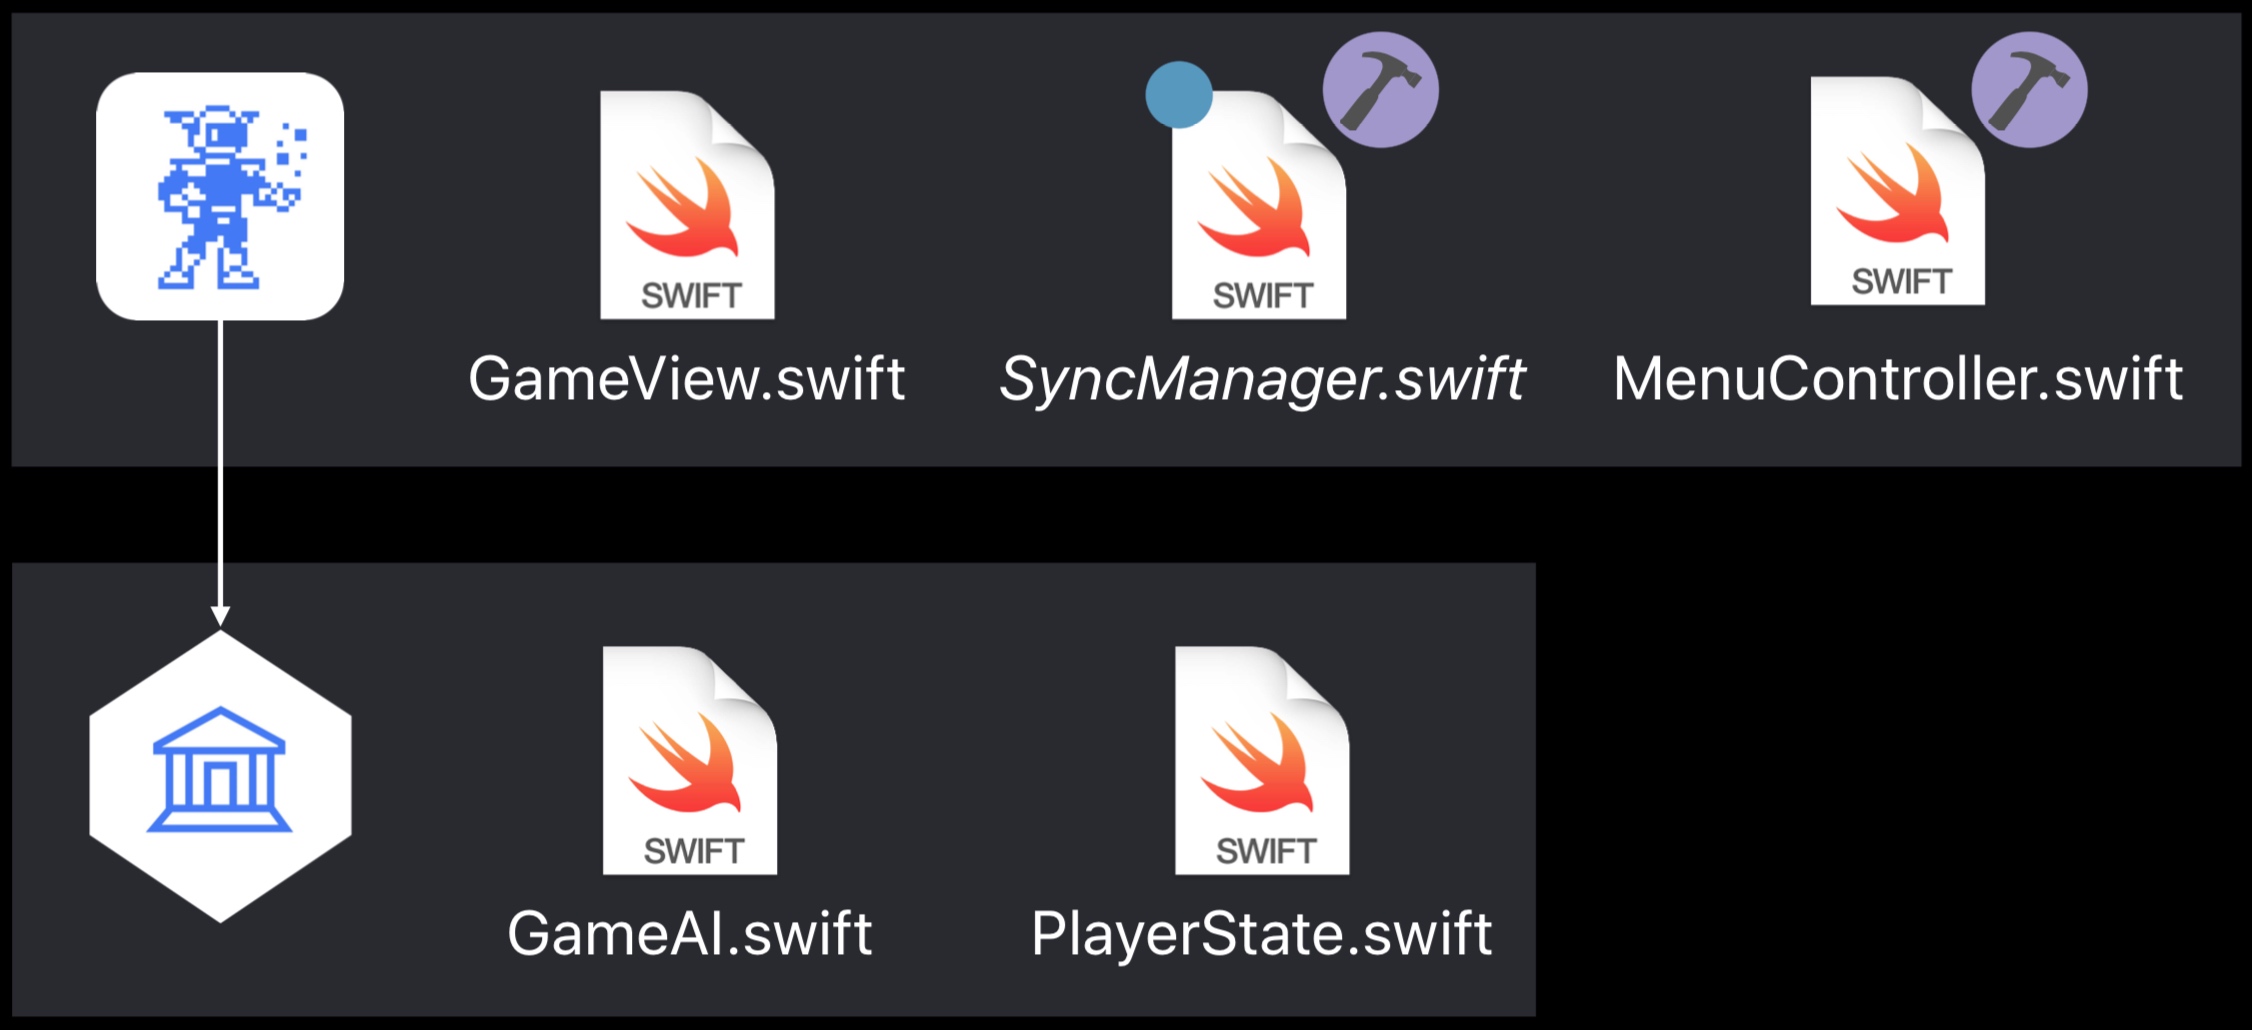 SWIFT
SWIFT
SWIFT
GameView.swift
SyncManager.swift
MenuController.swift
SWIFT
SWIFT
GameAI.swift
PlayerState.swift